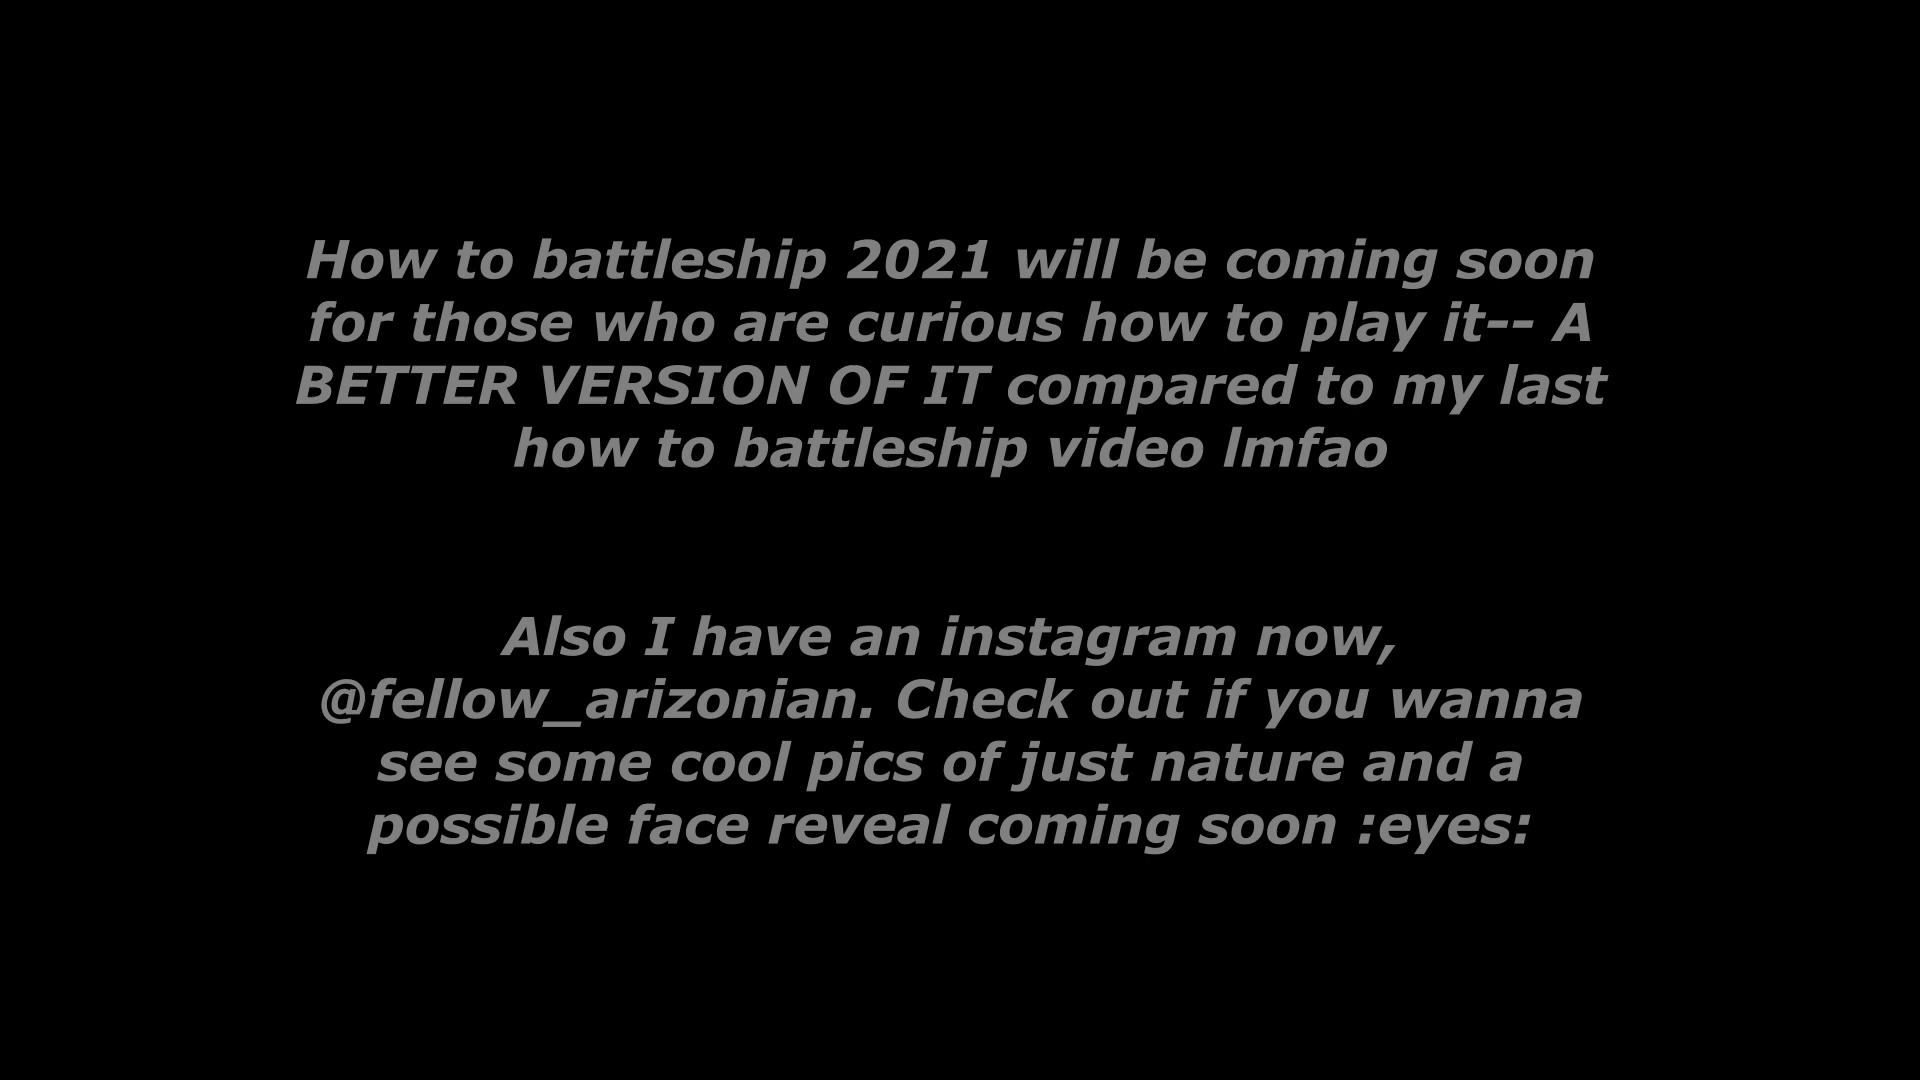 How to battleship 2021 will be coming soon
for those who are curious how to play it-- A
BETTER VERSION OF IT compared to my last
how to battleship video lmfao
Also I have an instagram now,
@fellow_arizonian. Check out if you wanna
see some cool pics of just nature and a
possible face reveal coming soon :eyes: